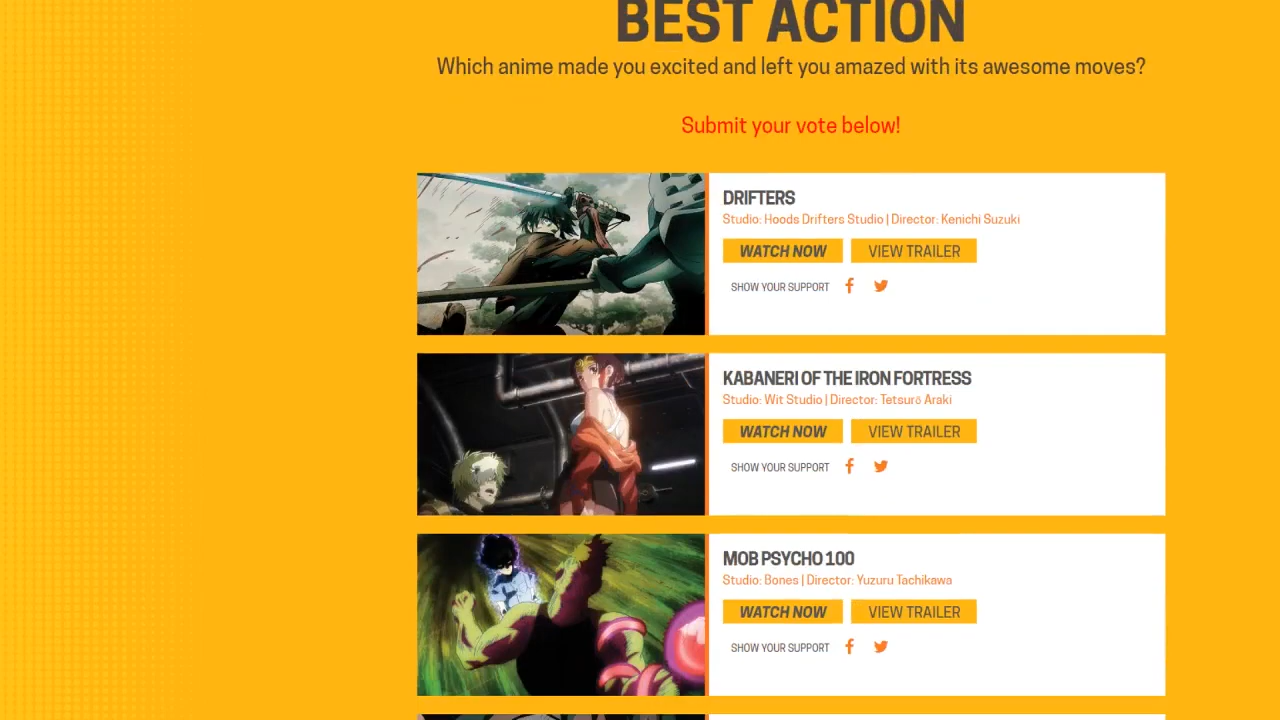 BEST ACTION
Which anime made you excited and left you amazed with its awesome moves?
Submit your vote below!
DRIFTERS
Studio: Hoods Drifters Studio | Director: Kenichi Suzuki
WATCH NOW VIEW TRAILER
SHOW YOUR SUPPORT
KABANERI OF THE IRON FORTRESS
Studio: Wit Studio | Director: Tetsurō Araki
WATCH NOW VIEW TRAILER
SHOW YOUR SUPPORT
MOB PSYCHO 100
Studio: Bones | Director: Yuzuru Tachikawa
WATCH NOW VIEW TRAILER
SHOW YOUR SUPPORT